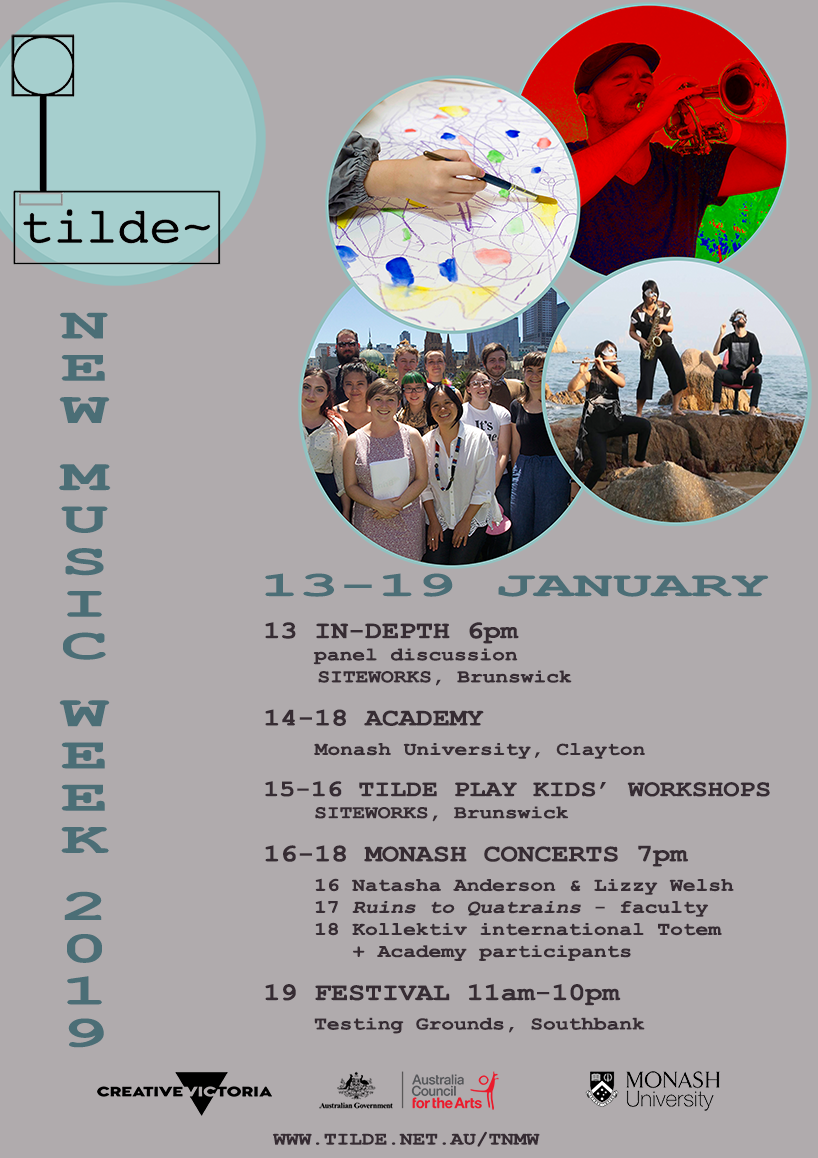 tilde~
NEW MUSIC WEEK 2019
It's
13-19 JANUARY
13 IN-DEPTH 6pm
panel discussion
SITEWORKS, Brunswick
14-18 ACADEMY
Monash University, Clayton
15-16 TILDE PLAY KIDS' WORKSHOPS
SITEWORKS, Brunswick
16-18 MONASH CONCERTS 7pm
16 Natasha Anderson & Lizzy Welsh
17 Ruins to Quatrains - faculty
18 Kollektiv international Totem
+ Academy participants
19 FESTIVAL 11am-10pm
Testing Grounds, Southbank
CREATIVE VICTORIA
Australian Government
Australia
Council
for the Arts
MONASH
University
WWW.TILDE.NET.AU/TNMW